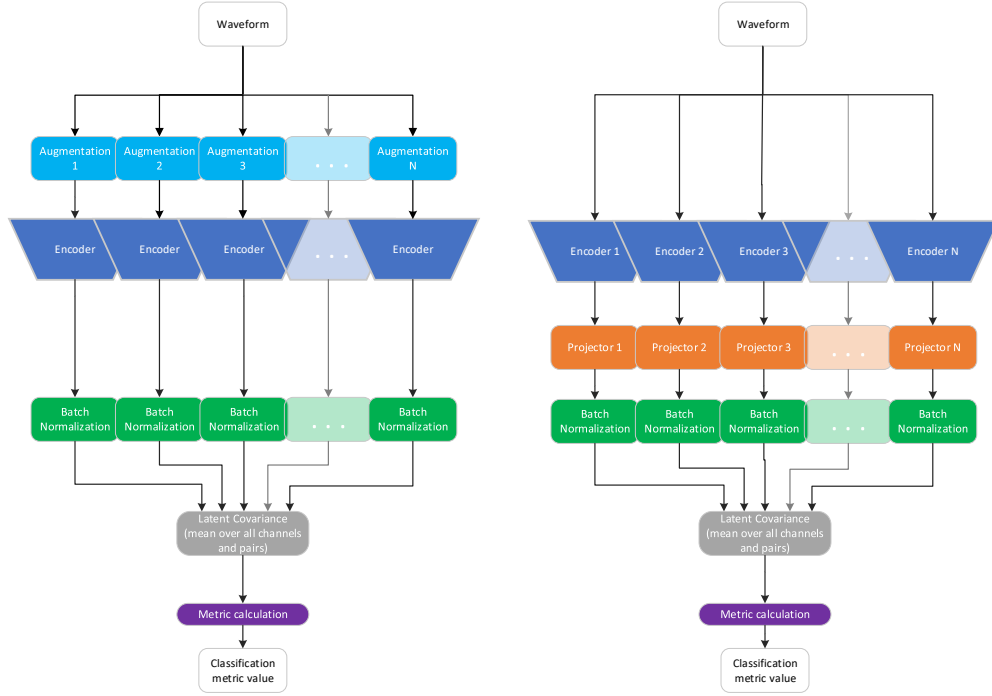 Waveform
Augmentation
1
Augmentation
2
Augmentation
3
. . .
Augmentation
N
Encoder
Encoder
Encoder
. . .
Encoder
Batch
Normalization
Batch
Normalization
Batch
Normalization
. . .
Batch
Normalization
Latent Covariance
(mean over all channels
and pairs)
Metric calculation
Classification
metric value
Waveform
Encoder 1
Encoder 2
Encoder 3
. . .
Encoder N
Projector 1
Projector 2
Projector 3
. . .
Projector N
Batch
Normalization
Batch
Normalization
Batch
Normalization
. . .
Batch
Normalization
Latent Covariance
(mean over all channels
and pairs)
Metric calculation
Classification
metric value